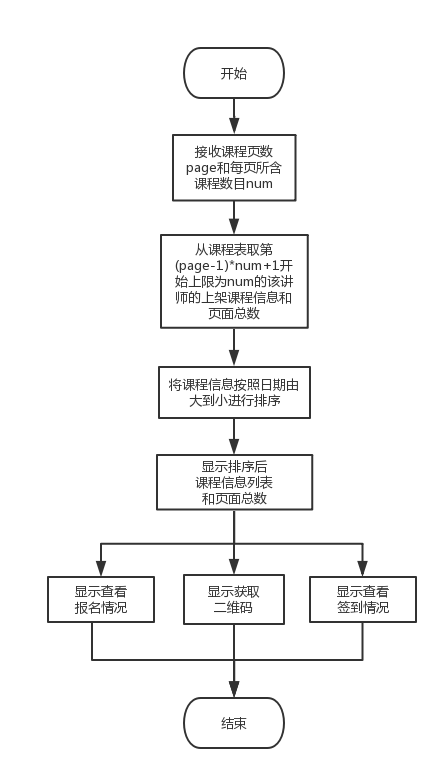 开始
接收课程页数
page和每页所含
课程数目num
从课程表取第
(page-1)*num+1开
始上限为num的该讲
师的上架课程信息和
页面总数
将课程信息按照日期由
大到小进行排序
显示排序后
课程信息列表
和页面总数
显示查看
报名情况
显示获取
二维码
显示查看
签到情况
结束